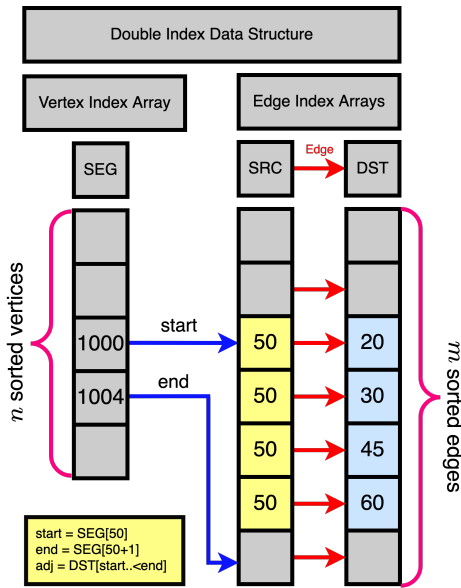 Double Index Data Structure
Vertex Index Array
Edge Index Arrays
SEG
SRC
Edge
DST
n sorted vertices
1000
1004
start
end
50
20
50
30
50
45
50
60
m sorted edges
start = SEG[50]
end = SEG[50+1]
adj = DST[start..<end]